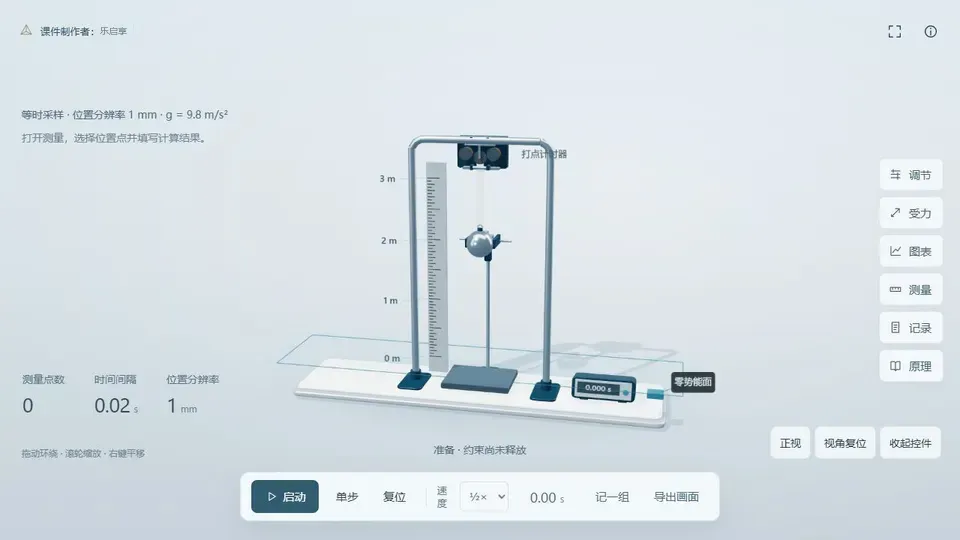 课件制作者：乐启享
等时采样 · 位置分辨率 1 mm · g = 9.8 m/s²
打开测量，选择位置点并填写计算结果。
打点计时器
3 m
2 m
1 m
0 m
调节
受力
图表
测量
记录
原理
测量点数 时间间隔 位置分辨率
0 0.02 s 1 mm
0.000 s
零势能面
拖动环绕 · 滚轮缩放 · 右键平移
准备 · 约束尚未释放
正视 视角复位 收起控件
启动 单步 复位 速度 ½× 0.00 s 记一组 导出画面